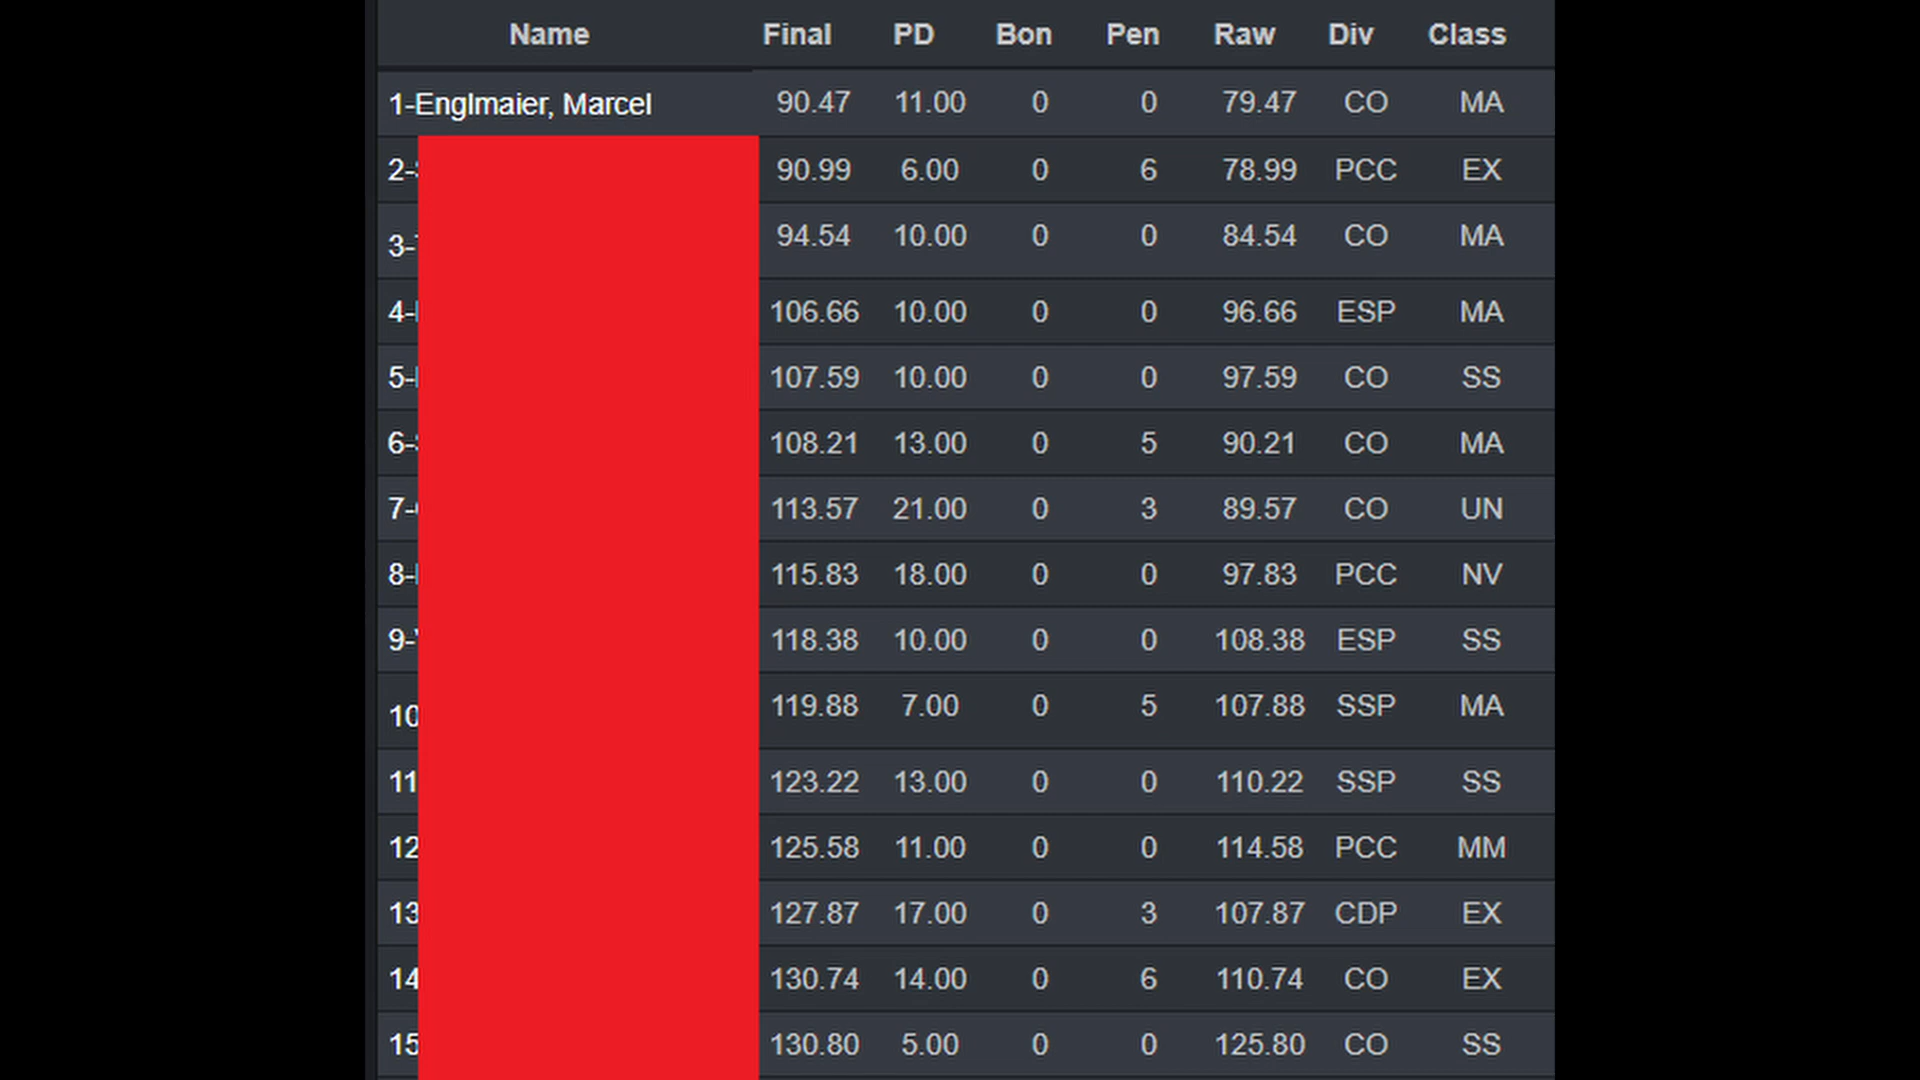 Name Final PD Bon Pen Raw Div Class
1-Englmaier, Marcel 90.47 11.00 0 0 79.47 CO MA
2- 90.99 6.00 0 6 78.99 PCC EX
3- 94.54 10.00 0 0 84.54 CO MA
4- 106.66 10.00 0 0 96.66 ESP MA
5- 107.59 10.00 0 0 97.59 CO SS
6- 108.21 13.00 0 5 90.21 CO MA
7- 113.57 21.00 0 3 89.57 CO UN
8- 115.83 18.00 0 0 97.83 PCC NV
9- 118.38 10.00 0 0 108.38 ESP SS
10 119.88 7.00 0 5 107.88 SSP MA
11 123.22 13.00 0 0 110.22 SSP SS
12 125.58 11.00 0 0 114.58 PCC MM
13 127.87 17.00 0 3 107.87 CDP EX
14 130.74 14.00 0 6 110.74 CO EX
15 130.80 5.00 0 0 125.80 CO SS